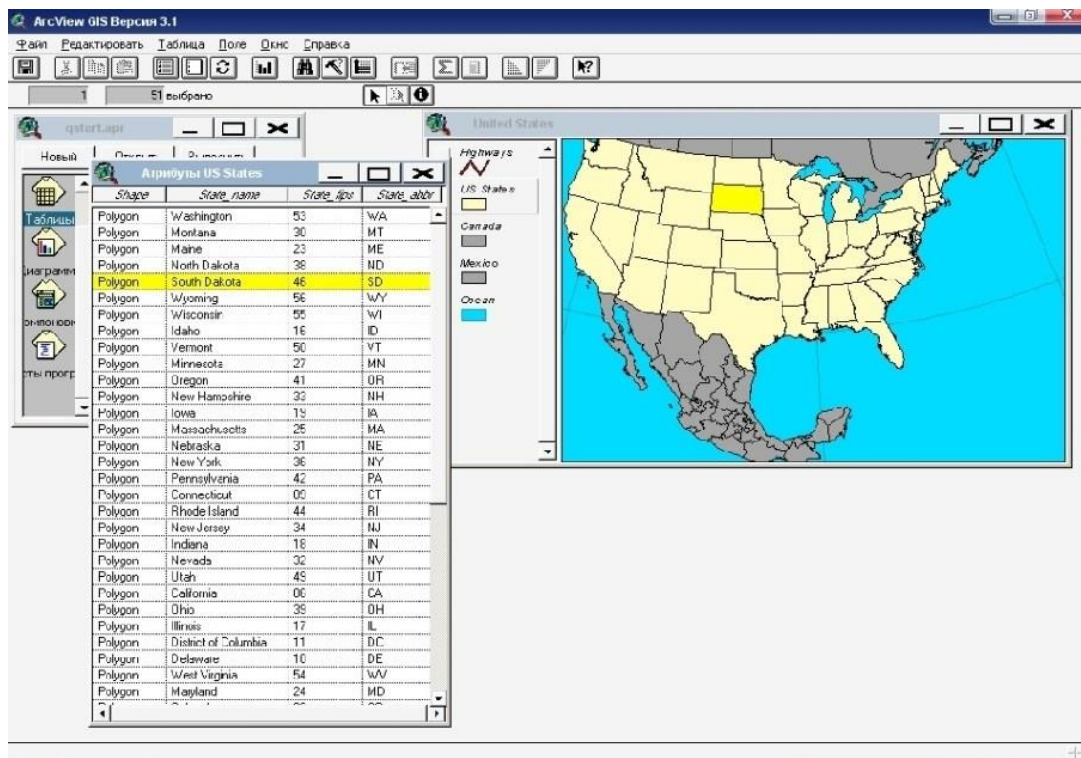 ArcView GIS Версия 3.1
Файл Редактировать Таблица Поле Окно Справка
1 51 выбрано
qstart.apr
Новый
Таблицы
United States
Highways
US States
Canada
Mexico
Ocean
Атрибуты US States
Shape State_name State_fips State_abbr
Polygon Washington 53 WA
Polygon Montana 30 MT
Polygon Maine 23 ME
Polygon North Dakota 38 ND
Polygon South Dakota 46 SD
Polygon Wyoming 56 WY
Polygon Wisconsin 55 WI
Polygon Idaho 16 ID
Polygon Vermont 50 VT
Polygon Minnesota 27 MN
Polygon Oregon 41 OR
Polygon New Hampshire 33 NH
Polygon Iowa 19 IA
Polygon Massachusetts 25 MA
Polygon Nebraska 31 NE
Polygon New York 36 NY
Polygon Pennsylvania 42 PA
Polygon Connecticut 09 CT
Polygon Rhode Island 44 RI
Polygon New Jersey 34 NJ
Polygon Indiana 18 IN
Polygon Nevada 32 NV
Polygon Utah 49 UT
Polygon California 06 CA
Polygon Ohio 39 OH
Polygon Illinois 17 IL
Polygon District of Columbia 11 DC
Polygon Delaware 10 DE
Polygon West Virginia 54 WV
Polygon Maryland 24 MD